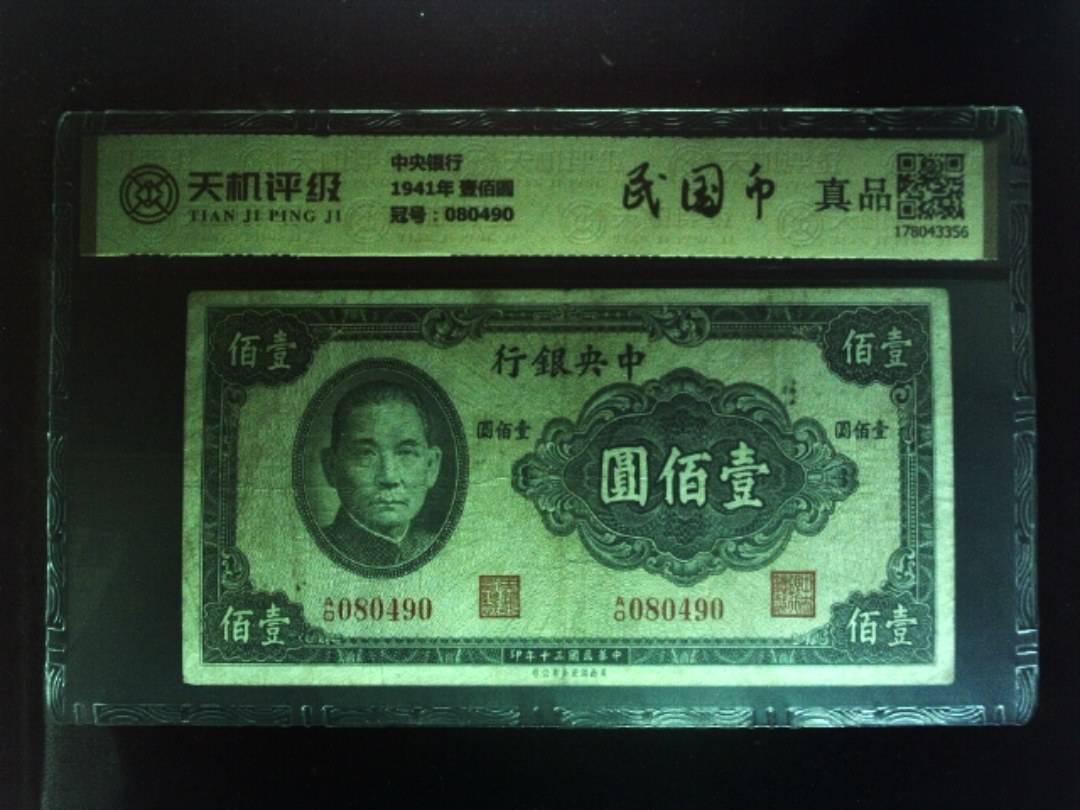 天机评级
TIAN JI PING JI
中央银行
1941年 壹佰圆
冠号：080490
民国币
真品
178043356
壹佰
壹佰
中央銀行
壹佰圓
壹佰圓
壹佰圓
080490
080490
壹佰
壹佰
中華民國三十年印